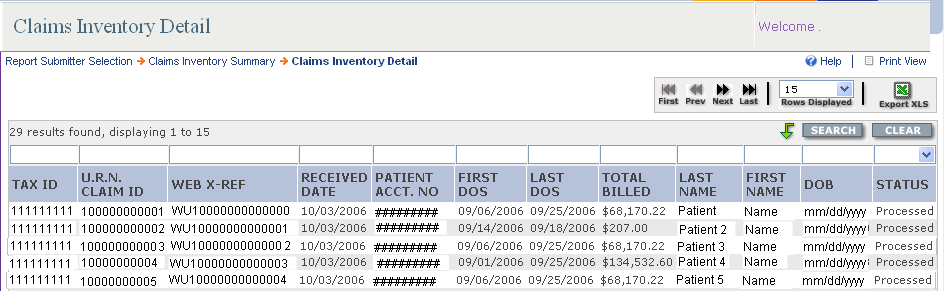 Claims Inventory Detail
Welcome .
Report Submitter Selection → Claims Inventory Summary → Claims Inventory Detail
? Help | Print View
First Prev Next Last 15 Rows Displayed Export XLS
29 results found, displaying 1 to 15 SEARCH CLEAR
TAX ID U.R.N. CLAIM ID WEB X-REF RECEIVED DATE PATIENT ACCT. NO FIRST DOS LAST DOS TOTAL BILLED LAST NAME FIRST NAME DOB STATUS
111111111 100000000001 WU10000000000000 10/03/2006 ######### 09/06/2006 09/25/2006 $68,170.22 Patient Name mm/dd/yyyy Processed
111111111 100000000002 WU10000000000001 10/03/2006 ######### 09/14/2006 09/18/2006 $207.00 Patient 2 Name mm/dd/yyyy Processed
111111111 100000000003 WU10000000000002 10/03/2006 ######### 09/06/2006 09/25/2006 $68,170.22 Patient 3 Name mm/dd/yyyy Processed
111111111 100000000004 WU10000000000003 10/03/2006 ######### 09/01/2006 09/25/2006 $134,532.60 Patient 4 Name mm/dd/yyyy Processed
111111111 100000000005 WU10000000000004 10/03/2006 ######### 09/06/2006 09/25/2006 $68,170.22 Patient 5 Name mm/dd/yyyy Processed